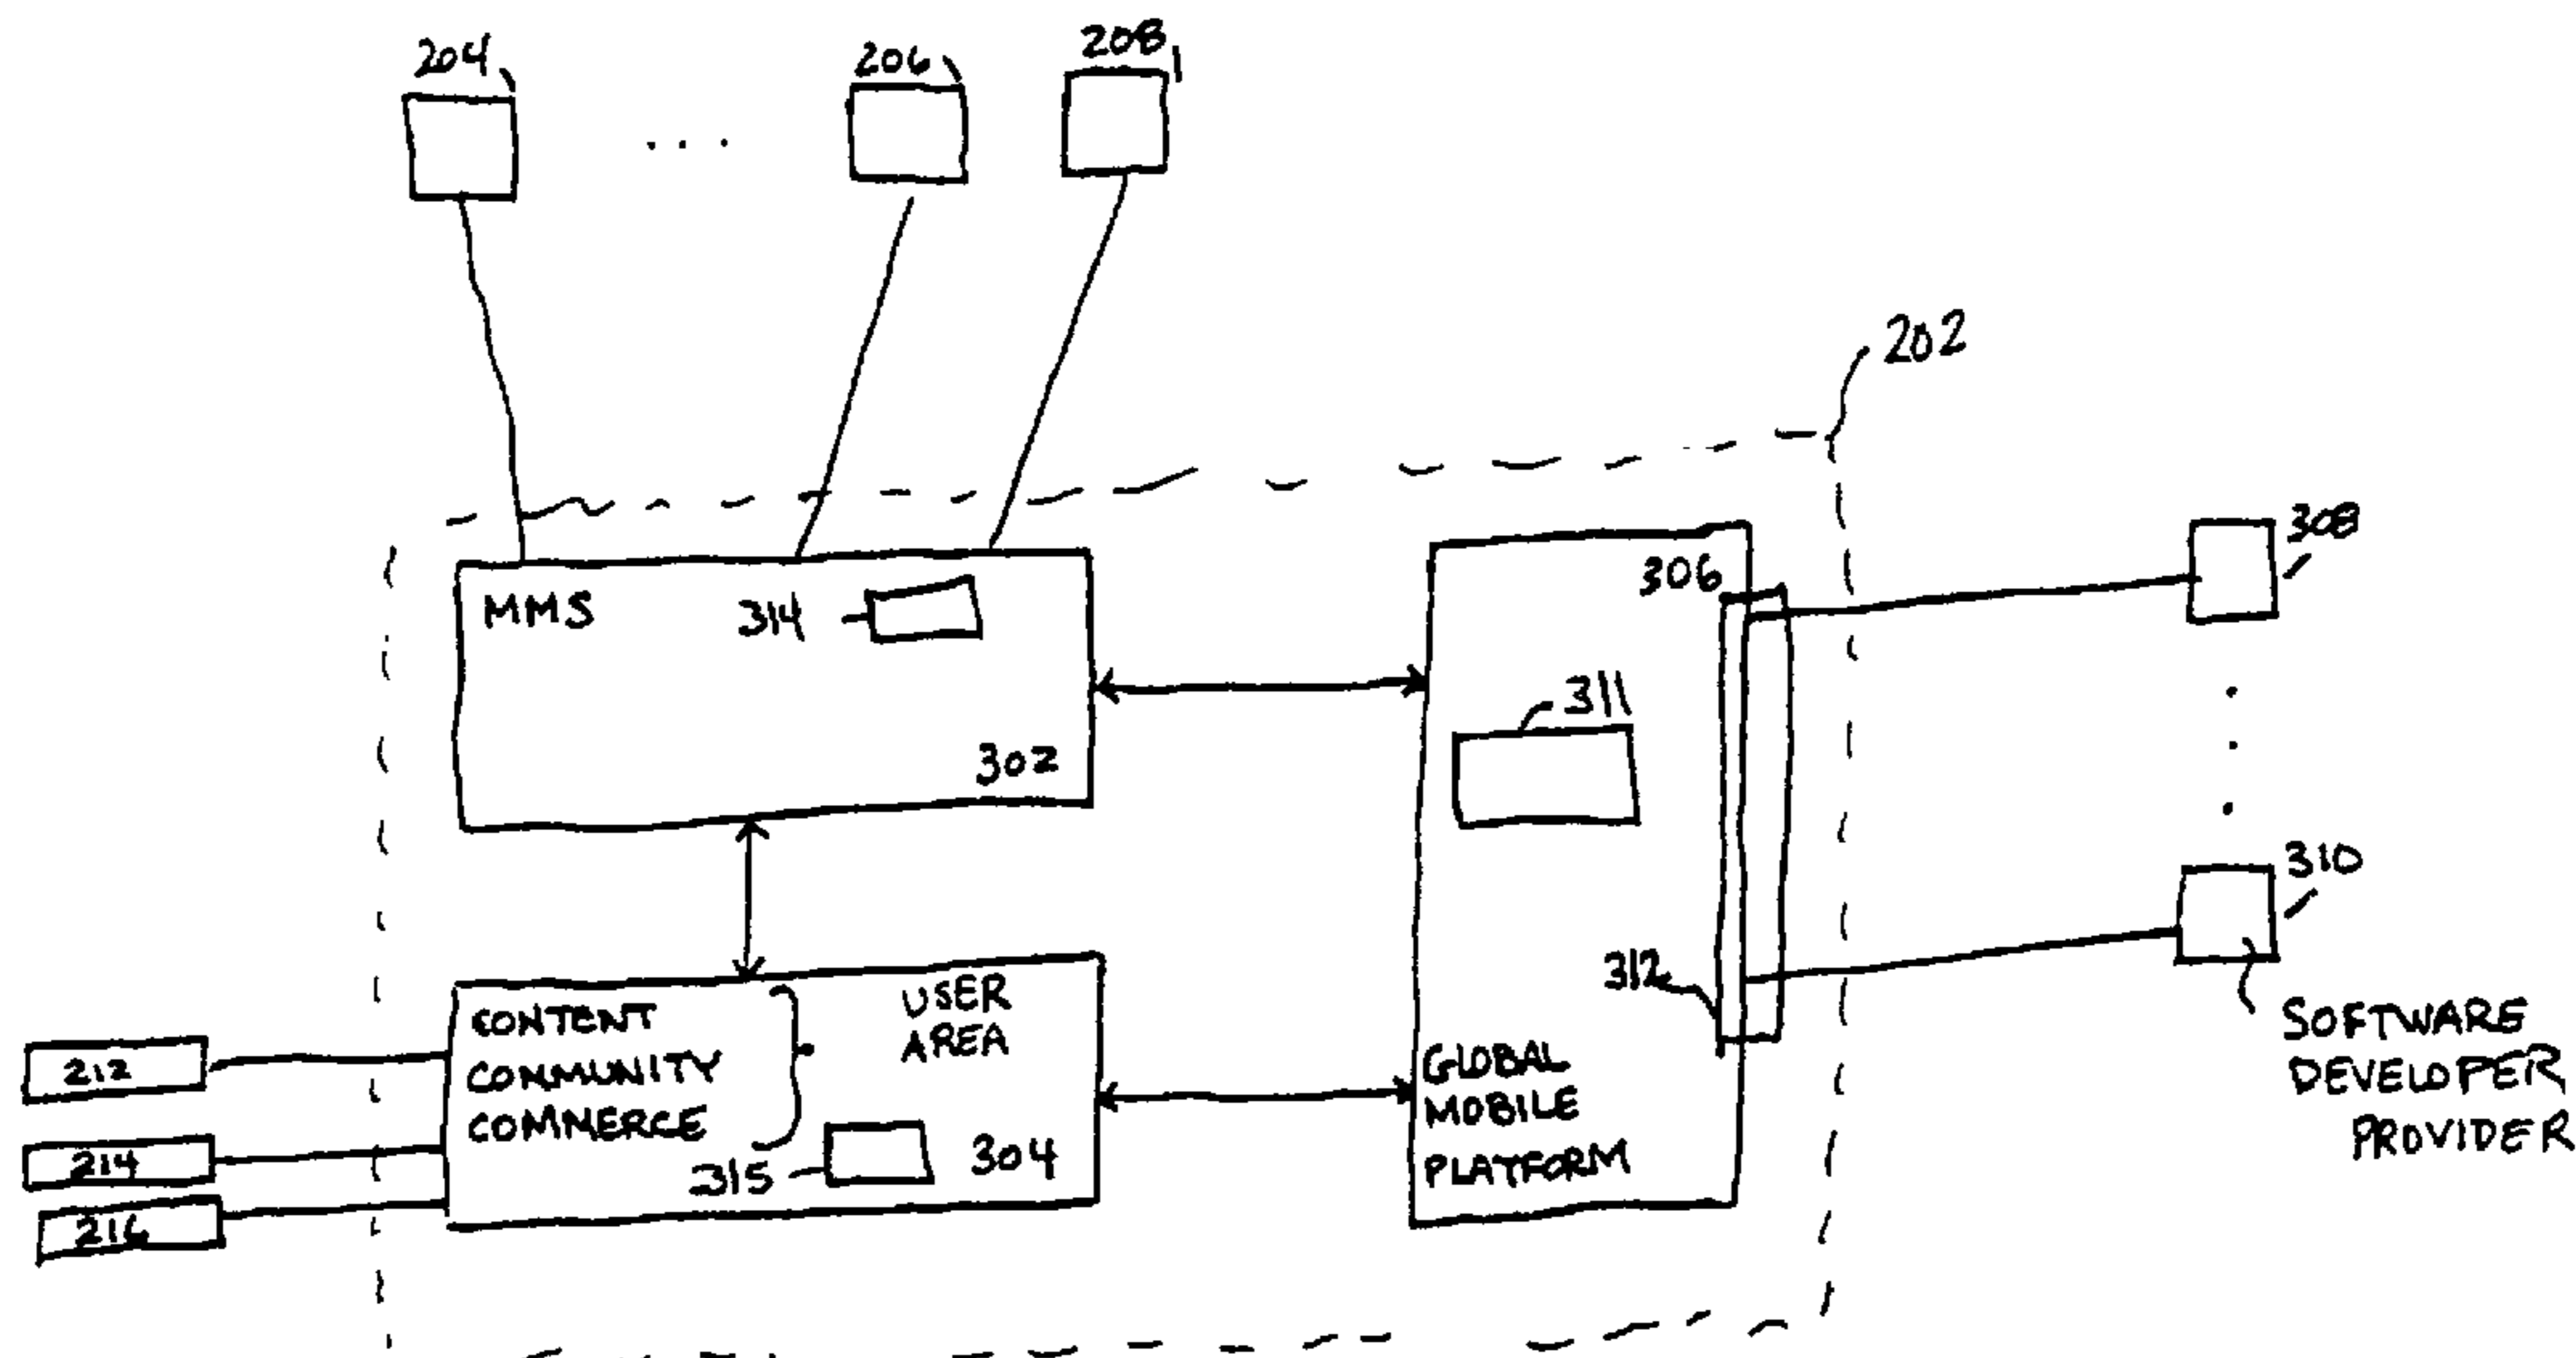 204
206
208
202
MMS
314
302
306
308
311
310
312
CONTENT
COMMUNITY
COMMERCE
USER
AREA
315
304
GLOBAL
MOBILE
PLATFORM
212
214
216
SOFTWARE
DEVELOPER
PROVIDER